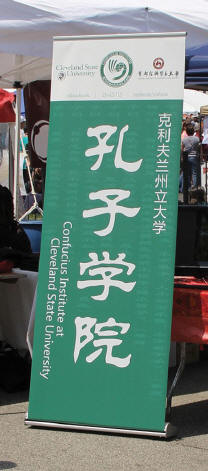 Cleveland State
University
克利夫兰州立大学
孔子学院
Confucius Institute at
Cleveland State University